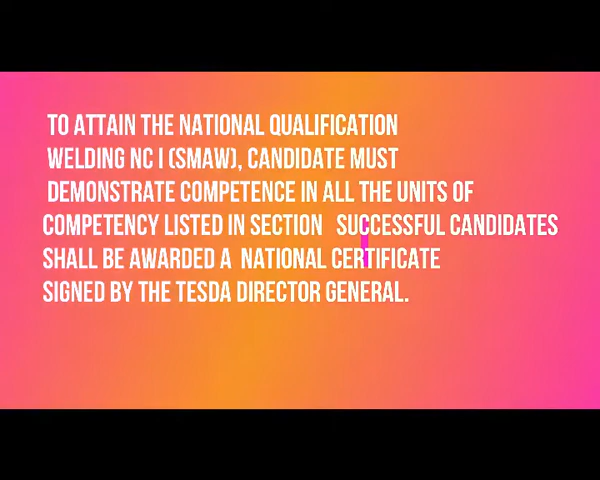 TO ATTAIN THE NATIONAL QUALIFICATION
WELDING NC I (SMAW), CANDIDATE MUST
DEMONSTRATE COMPETENCE IN ALL THE UNITS OF
COMPETENCY LISTED IN SECTION SUCCESSFUL CANDIDATES
SHALL BE AWARDED A NATIONAL CERTIFICATE
SIGNED BY THE TESDA DIRECTOR GENERAL.